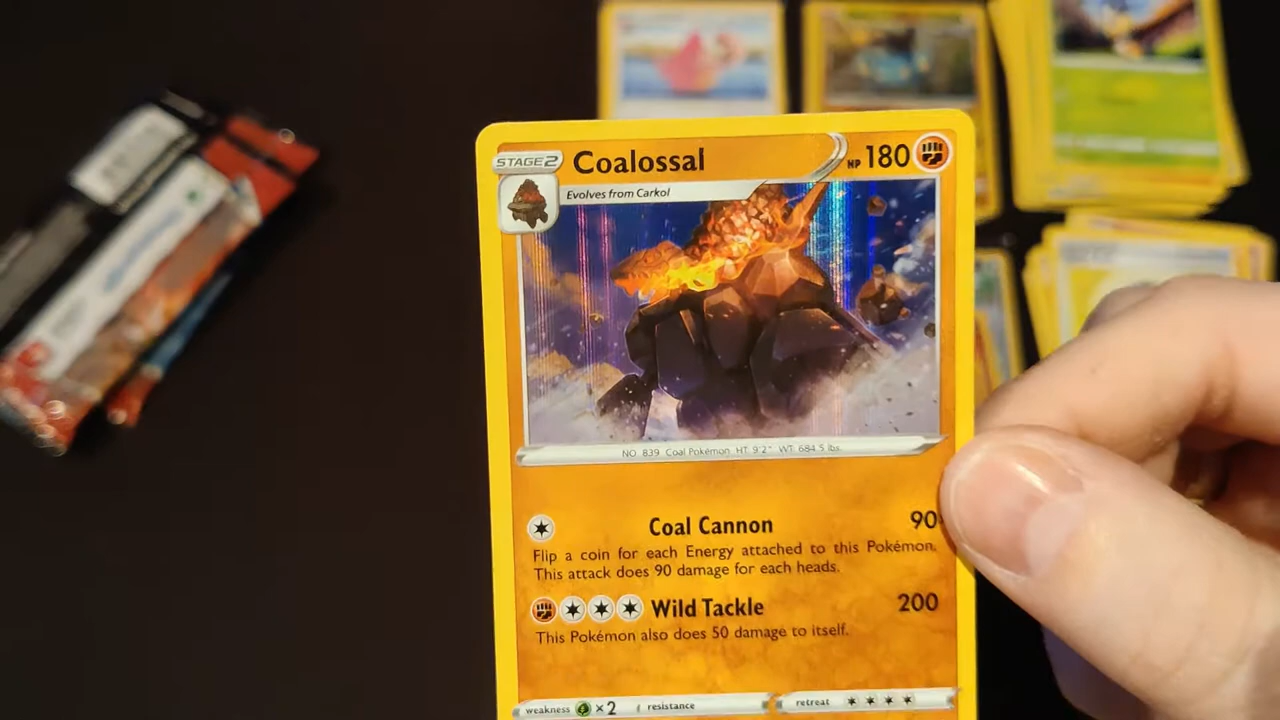 STAGE2 Coalossal HP 180
Evolves from Carkol
NO. 839 Coal Pokémon HT: 9'2" WT: 684.5 lbs.
Coal Cannon 90
Flip a coin for each Energy attached to this Pokémon.
This attack does 90 damage for each heads.
Wild Tackle 200
This Pokémon also does 50 damage to itself.
weakness ×2 resistance retreat